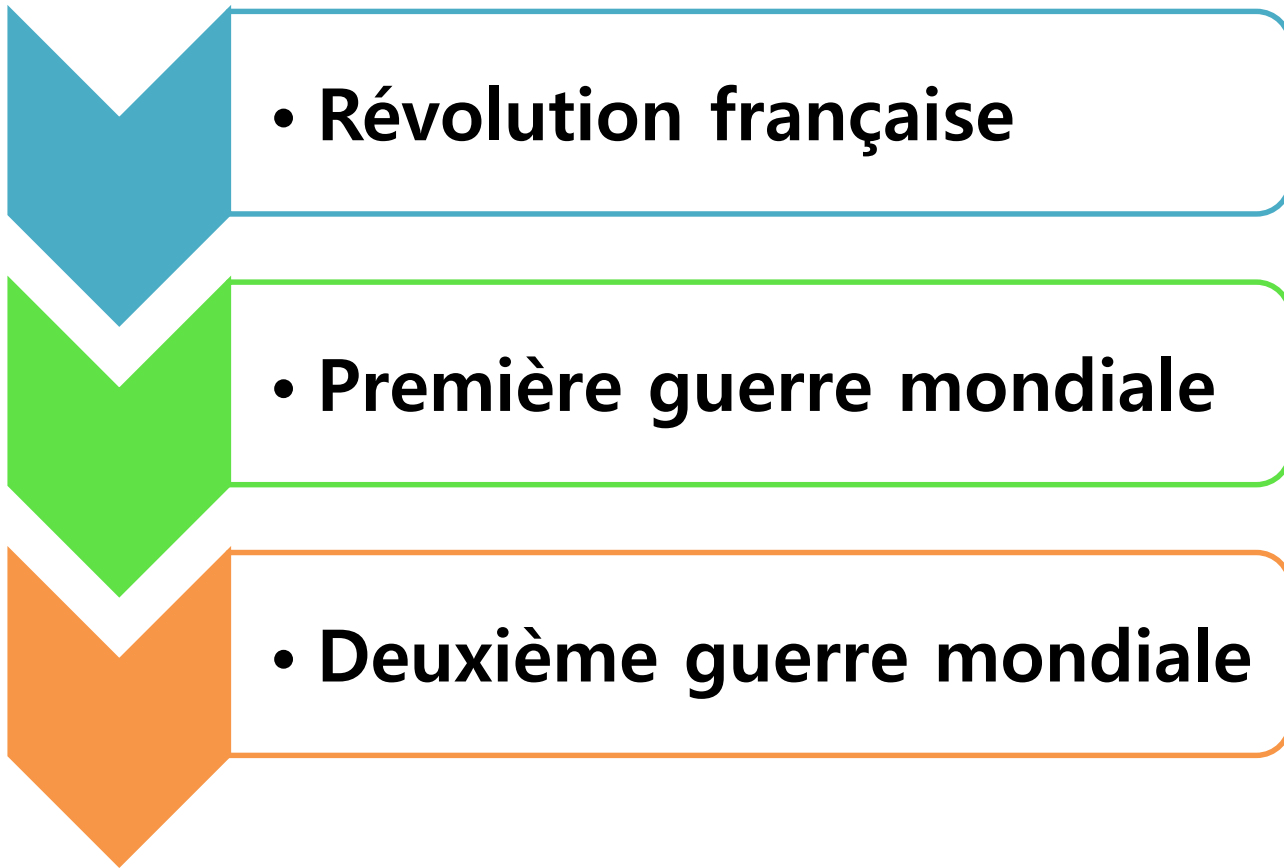 • Révolution française
• Première guerre mondiale
• Deuxième guerre mondiale